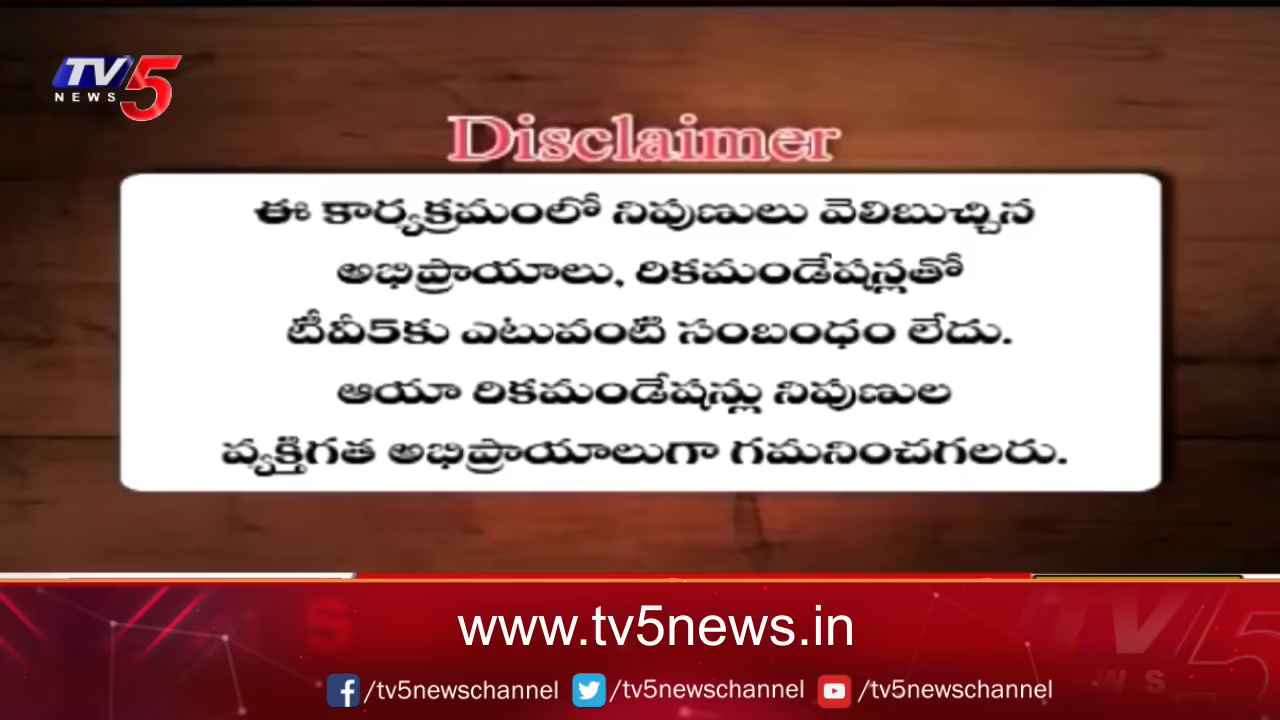 TV5
NEWS
Disclaimer
ఈ కార్యక్రమంలో నిపుణులు వెలిబుచ్చిన
అభిప్రాయాలు, రికమండేషన్లతో
టీవీ5కు ఎటువంటి సంబంధం లేదు.
ఆయా రికమండేషన్లు నిపుణుల
వ్యక్తిగత అభిప్రాయాలుగా గమనించగలరు.
www.tv5news.in
/tv5newschannel /tv5newschannel /tv5newschannel